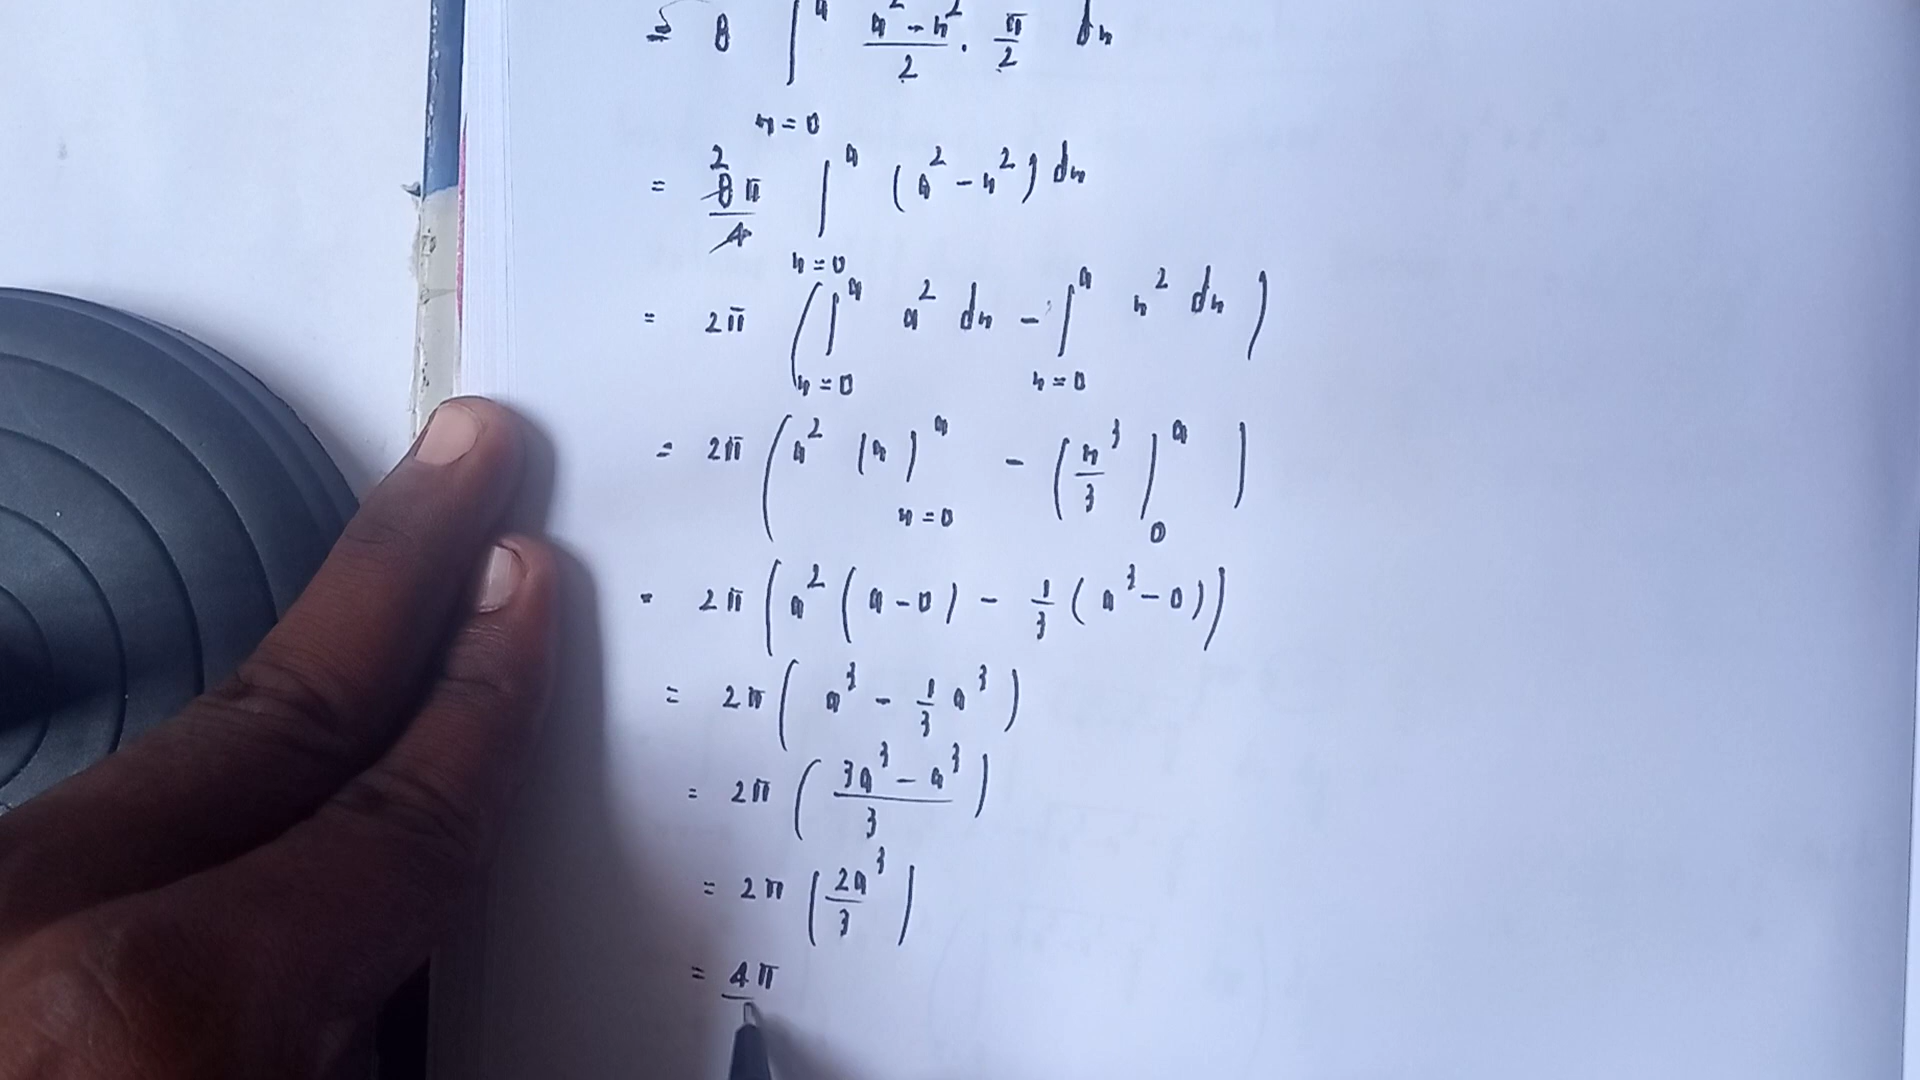 = 8 ∫^a (a² - x²)/2 · π/2 dx
x = 0
= 8π/4 2 ∫^a (a² - x²) dx
x = 0
= 2π ( ∫^a a² dx - ∫^a x² dx )
x = 0 x = 0
= 2π ( a² (x)^a - (x³/3)^a )
x = 0 0
= 2π ( a² (a - 0) - 1/3 (a³ - 0))
= 2π ( a³ - 1/3 a³ )
= 2π ( (3a³ - a³)/3 )
= 2π ( 2a³/3 )
= 4π